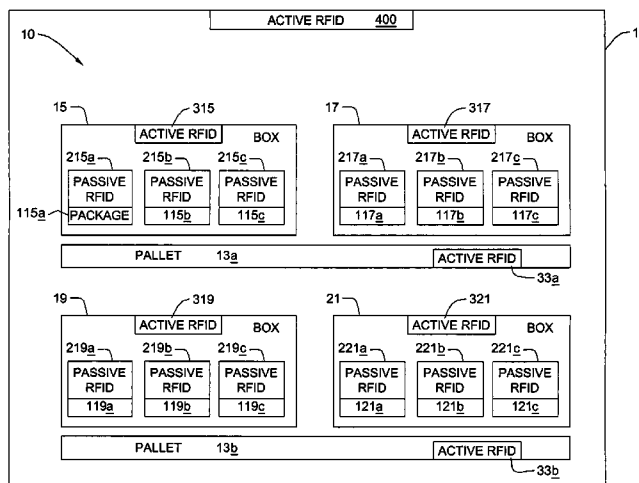 ACTIVE RFID 400
10
1
15 315 17 317
ACTIVE RFID BOX ACTIVE RFID BOX
215a 215b 215c 217a 217b 217c
PASSIVE RFID PASSIVE RFID PASSIVE RFID PASSIVE RFID PASSIVE RFID PASSIVE RFID
115a PACKAGE 115b 115c 117a 117b 117c
PALLET 13a ACTIVE RFID
33a
19 319 21 321
ACTIVE RFID BOX ACTIVE RFID BOX
219a 219b 219c 221a 221b 221c
PASSIVE RFID PASSIVE RFID PASSIVE RFID PASSIVE RFID PASSIVE RFID PASSIVE RFID
119a 119b 119c 121a 121b 121c
PALLET 13b ACTIVE RFID
33b